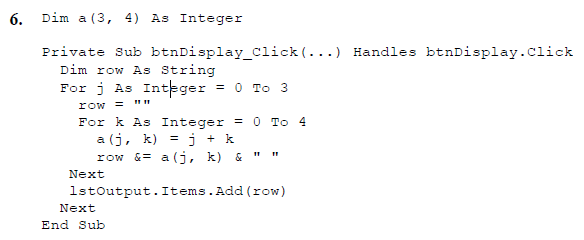 6. Dim a(3, 4) As Integer
Private Sub btnDisplay_Click(...) Handles btnDisplay.Click
Dim row As String
For j As Integer = 0 To 3
row = ""
For k As Integer = 0 To 4
a(j, k) = j + k
row &= a(j, k) & " "
Next
lstOutput.Items.Add(row)
Next
End Sub